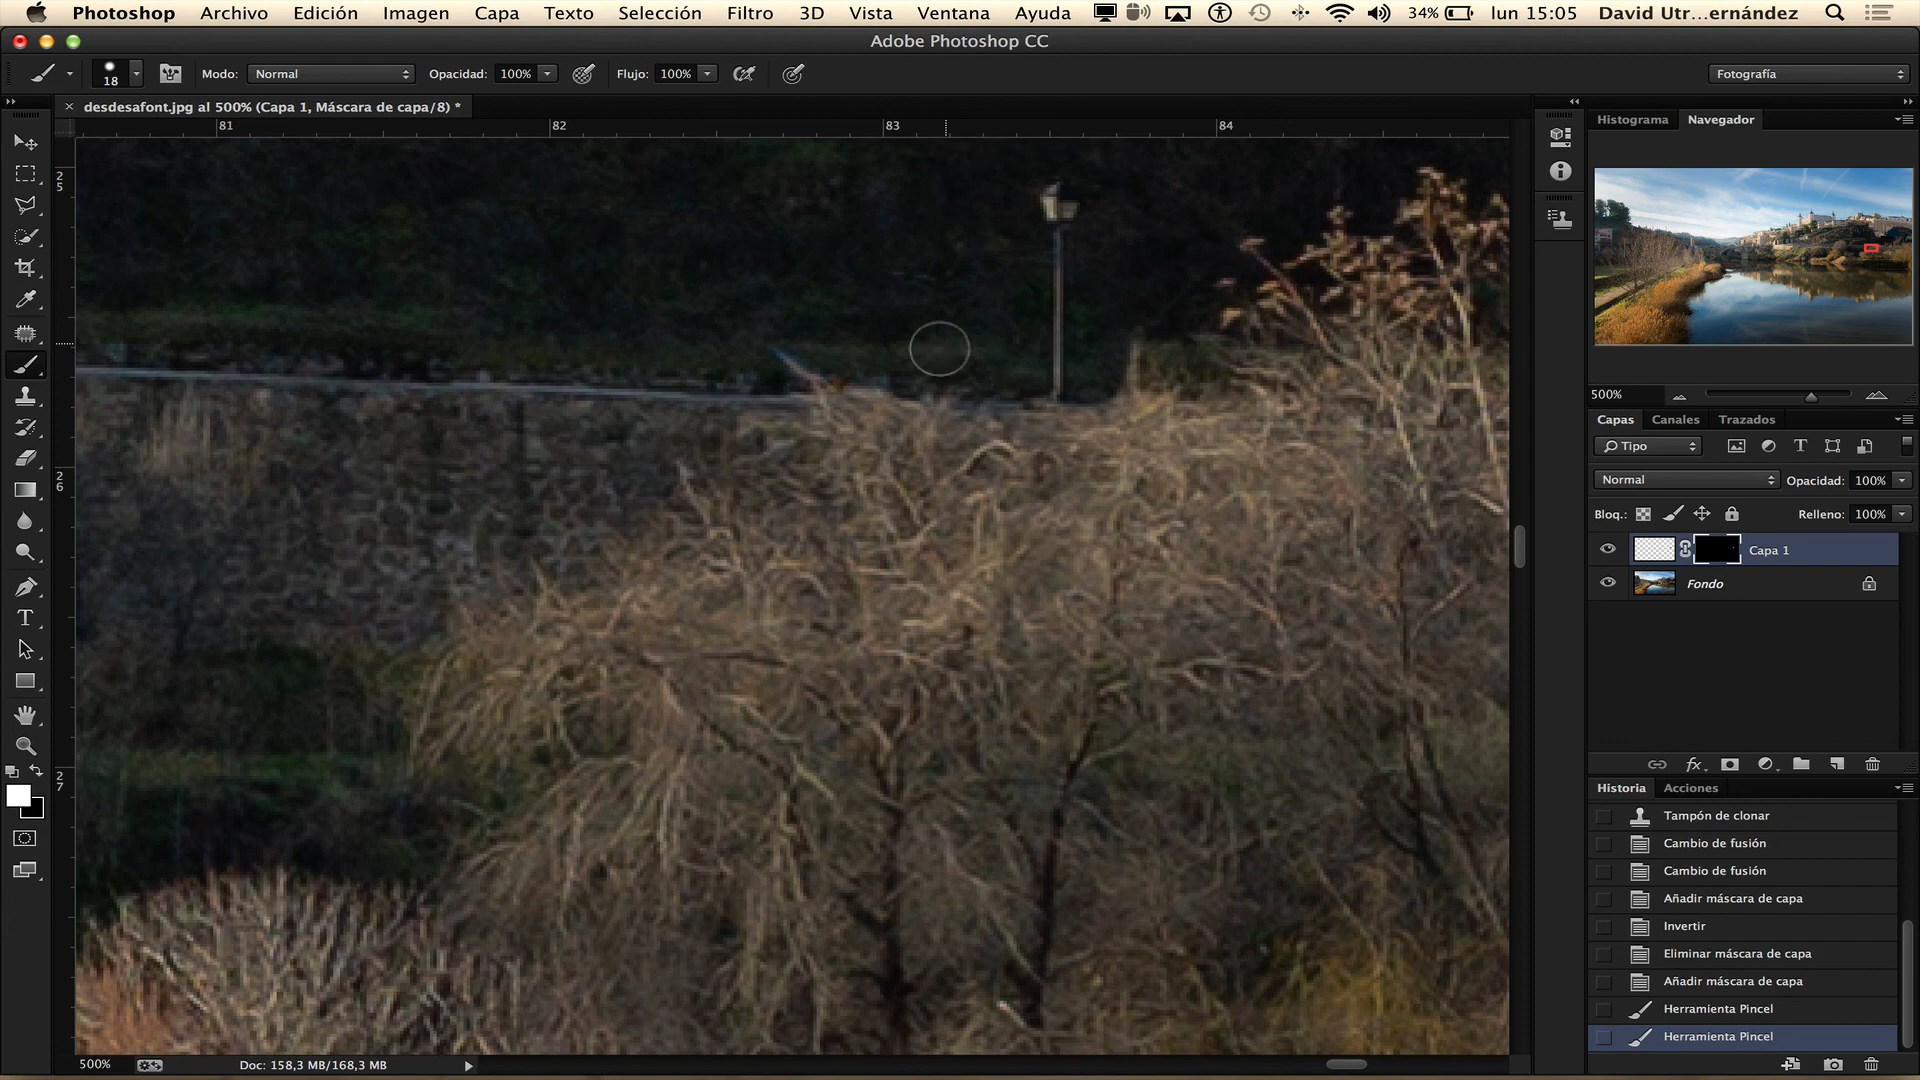 Photoshop Archivo Edición Imagen Capa Texto Selección Filtro 3D Vista Ventana Ayuda 34% lun 15:05 David Utr...ernández
Adobe Photoshop CC
18 Modo: Normal Opacidad: 100% Flujo: 100% Fotografía
desdesafont.jpg al 500% (Capa 1, Máscara de capa/8) *
81 82 83 84
25
26
27
Histograma Navegador
500%
Capas Canales Trazados
Tipo
Normal Opacidad: 100%
Bloq.: Relleno: 100%
Capa 1
Fondo
fx
Historia Acciones
Tampón de clonar
Cambio de fusión
Cambio de fusión
Añadir máscara de capa
Invertir
Eliminar máscara de capa
Añadir máscara de capa
Herramienta Pincel
Herramienta Pincel
500% Doc: 158,3 MB/168,3 MB